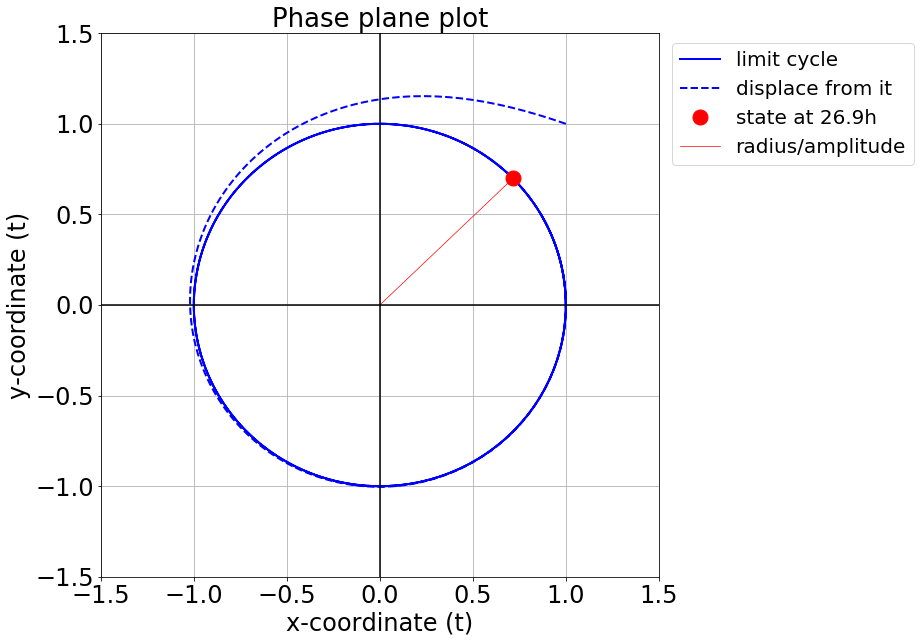 Phase plane plot
limit cycle
displace from it
state at 26.9h
radius/amplitude
y-coordinate (t)
1.5
1.0
0.5
0.0
−0.5
−1.0
−1.5
−1.5 −1.0 −0.5 0.0 0.5 1.0 1.5
x-coordinate (t)